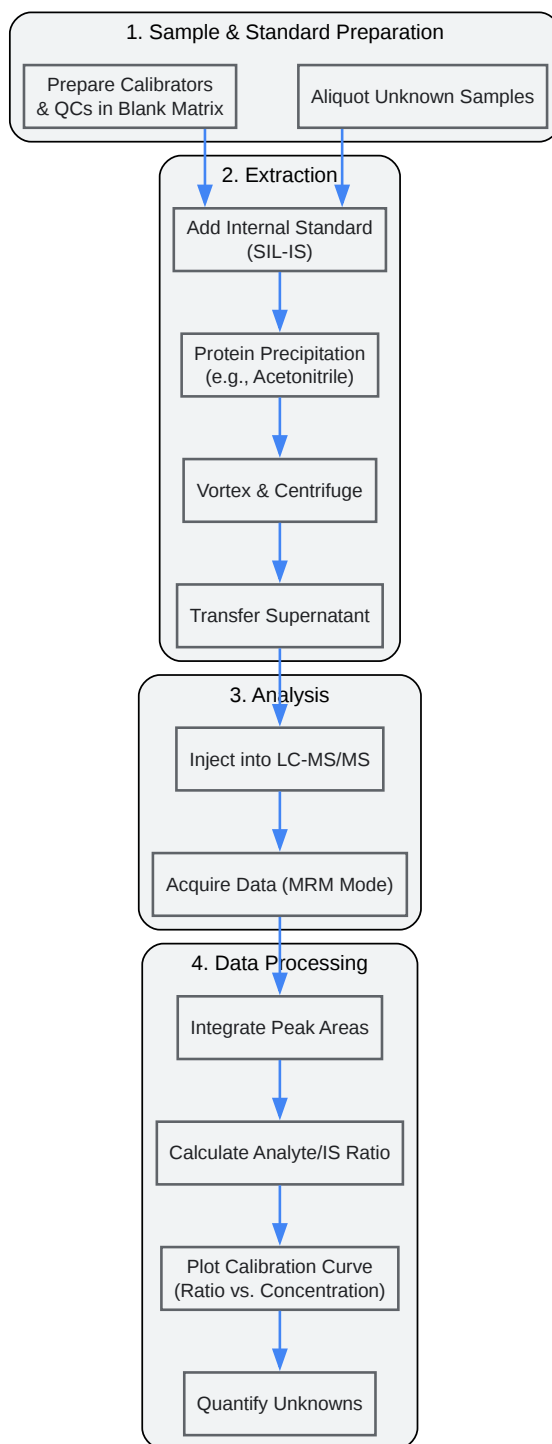 1. Sample & Standard Preparation
Prepare Calibrators
& QCs in Blank Matrix
Aliquot Unknown Samples
2. Extraction
Add Internal Standard
(SIL-IS)
Protein Precipitation
(e.g., Acetonitrile)
Vortex & Centrifuge
Transfer Supernatant
3. Analysis
Inject into LC-MS/MS
Acquire Data (MRM Mode)
4. Data Processing
Integrate Peak Areas
Calculate Analyte/IS Ratio
Plot Calibration Curve
(Ratio vs. Concentration)
Quantify Unknowns